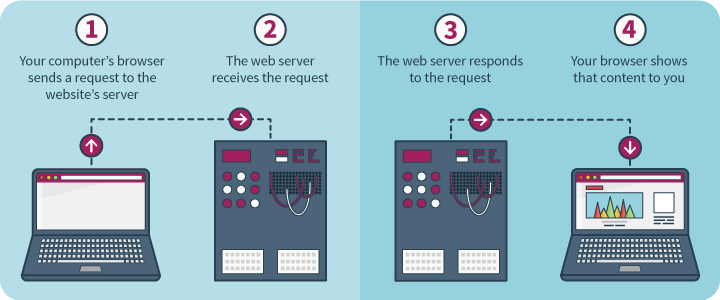 1
Your computer's browser
sends a request to the
website's server
2
The web server
receives the request
3
The web server responds
to the request
4
Your browser shows
that content to you